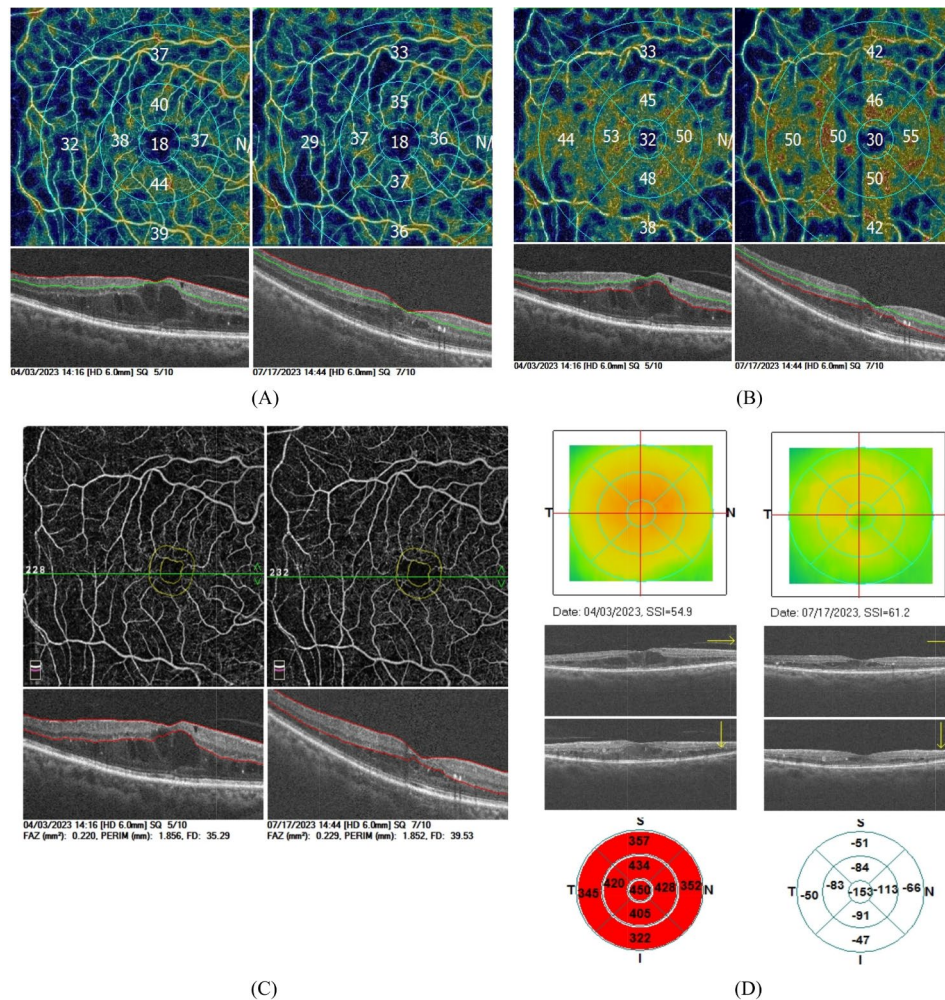 37
40
32 38 18 37 N/
44
39
04/03/2023 14:16 [HD 6.0mm] SQ 5/10
33
35
29 37 18 36 N/
37
36
07/17/2023 14:44 [HD 6.0mm] SQ 7/10
(A)
33
45
44 53 32 50
48
38
04/03/2023 14:16 [HD 6.0mm] SQ 5/10
42
46
50 50 30 55
50
42
07/17/2023 14:44 [HD 6.0mm] SQ 7/10
(B)
228
04/03/2023 14:16 [HD 6.0mm] SQ 5/10
FAZ (mm²): 0.220, PERIM (mm): 1.856, FD: 35.29
232
07/17/2023 14:44 [HD 6.0mm] SQ 7/10
FAZ (mm²): 0.229, PERIM (mm): 1.852, FD: 39.53
(C)
T N
Date: 04/03/2023, SSI=54.9
T
Date: 07/17/2023, SSI=61.2
S
357
434
T 345 420 450 428 352 N
405
322
I
S
-51
-84
T -50 -83 -153 -113 -66 N
-91
-47
I
(D)